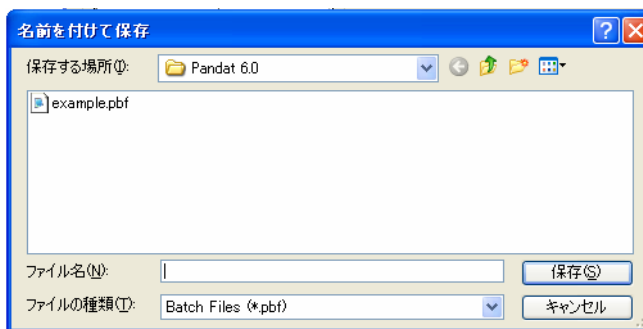 名前を付けて保存
保存する場所(I): Pandat 6.0
example.pbf
ファイル名(N): 保存(S)
ファイルの種類(T): Batch Files (*.pbf) キャンセル